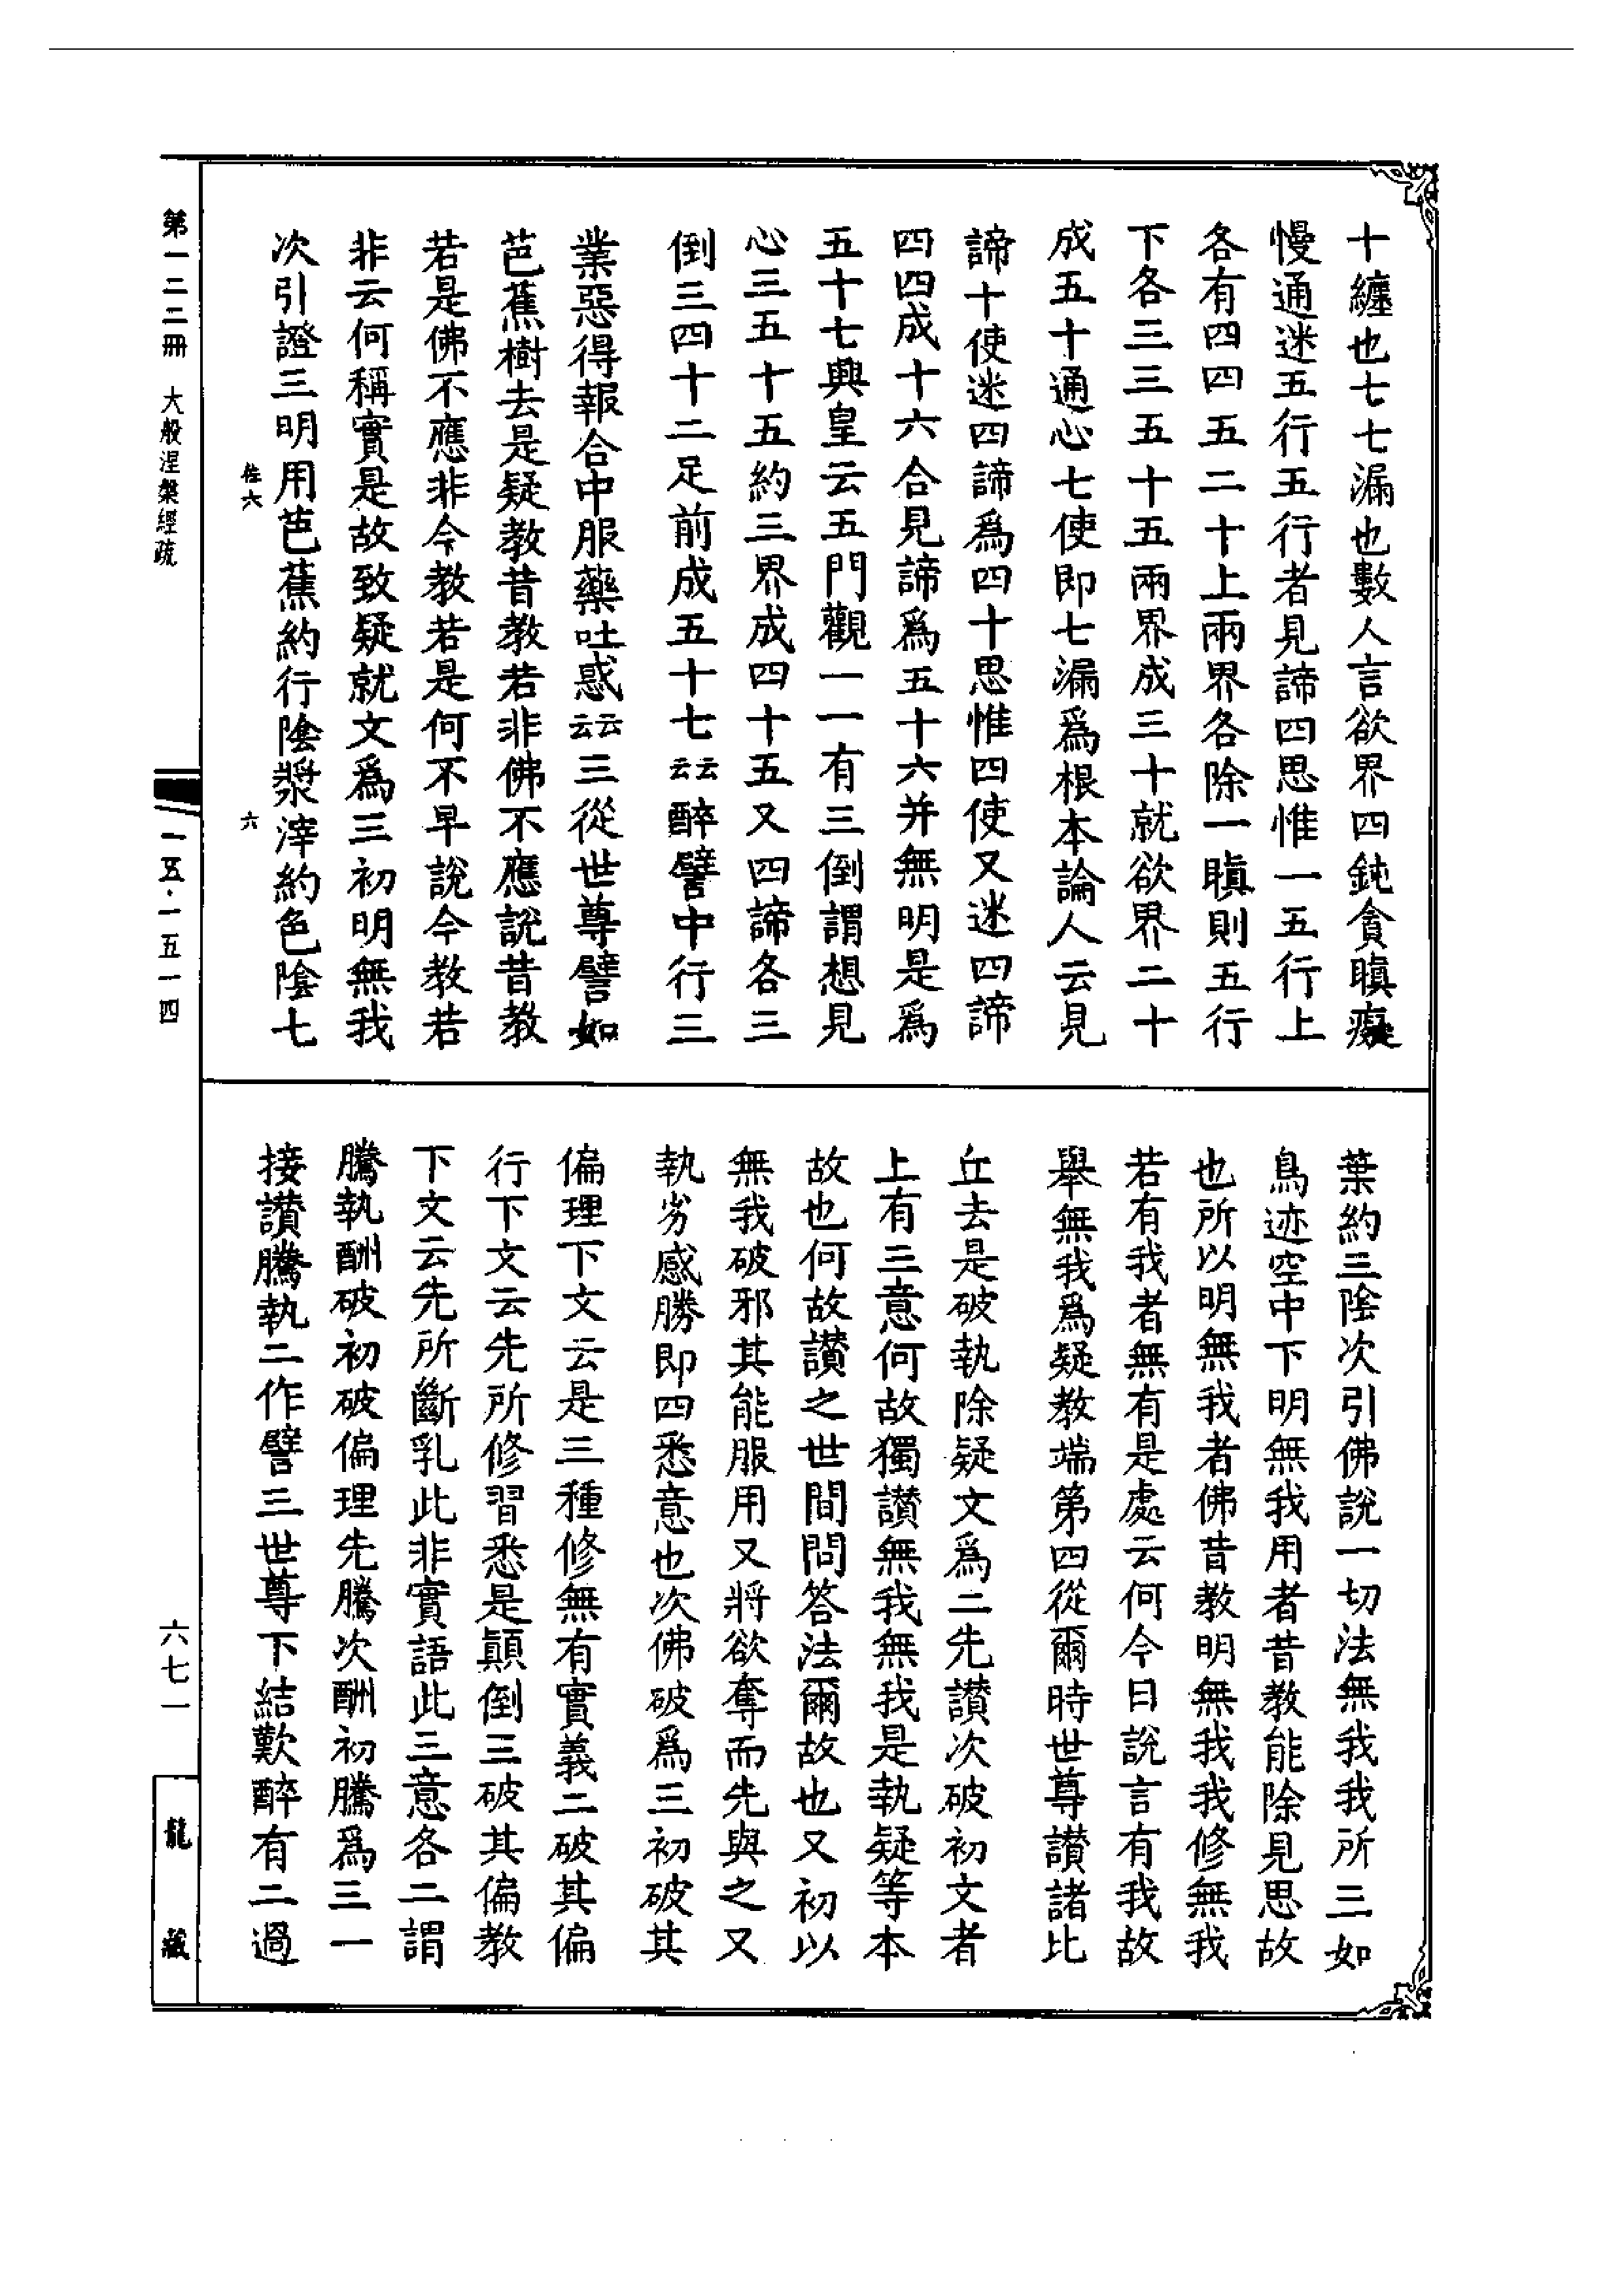 十纏也七七漏也數人言欲界四鈍貪瞋癡
慢通迷五行五行者見諦四思惟一五行上
各有四四五二十上兩界各除一瞋則五行
下各三三五十五兩界成三十就欲界二十
成五十通心七使即七漏爲根本論人云見
諦十使迷四諦爲四十思惟四使又迷四諦
四四成十六合見諦爲五十六并無明是爲
五十七興皇云五門觀一一有三倒謂想見
心三五十五約三界成四十五又四諦各三
倒三四十二足前成五十七云云醉譬中行三
業惡得報合中服藥吐惑云云三從世尊譬如
芭蕉樹去是疑教昔教若非佛不應說昔教
若是佛不應非今教若是何不早說今教若
非云何稱實是故致疑就文爲三初明無我
次引證三明用芭蕉約行陰漿滓約色陰七
葉約三陰次引佛說一切法無我我所三如
鳥迹空中下明無我用者昔教能除見思故
也所以明無我者佛昔教明無我我修無我
若有我者無有是處云何今日說言有我故
舉無我爲疑教端第四從爾時世尊讚諸比
丘去是破執除疑文爲二先讚次破初文者
上有三意何故獨讚無我無我是執疑等本
故也何故讚之世間問答法爾故也又初以
無我破邪其能服用又將欲奪而先與之又
執劣感勝即四悉意也次佛破爲三初破其
偏理下文云是三種修無有實義二破其偏
行下文云先所修習悉是顛倒三破其偏教
下文云先所斷乳此非實語此三意各二謂
騰執酬破初破偏理先騰次酬初騰爲三一
接讚騰執二作譬三世尊下結歎醉有二過
第一二二冊 大般涅槃經疏
一五·一五一四
六七一
龍藏
六